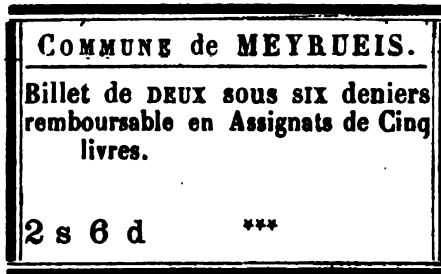 COMMUNE de MEYRUEIS.
Billet de DEUX sous SIX deniers
remboursable en Assignats de Cinq
livres.
2 s 6 d ***